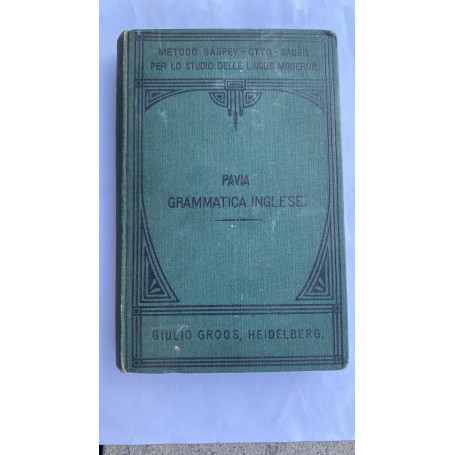 METODO GASPEY - OTTO - SAUER
PER LO STUDIO DELLE LINGUE MODERNE.
PAVIA
GRAMMATICA INGLESE.
GIULIO GROOS, HEIDELBERG.